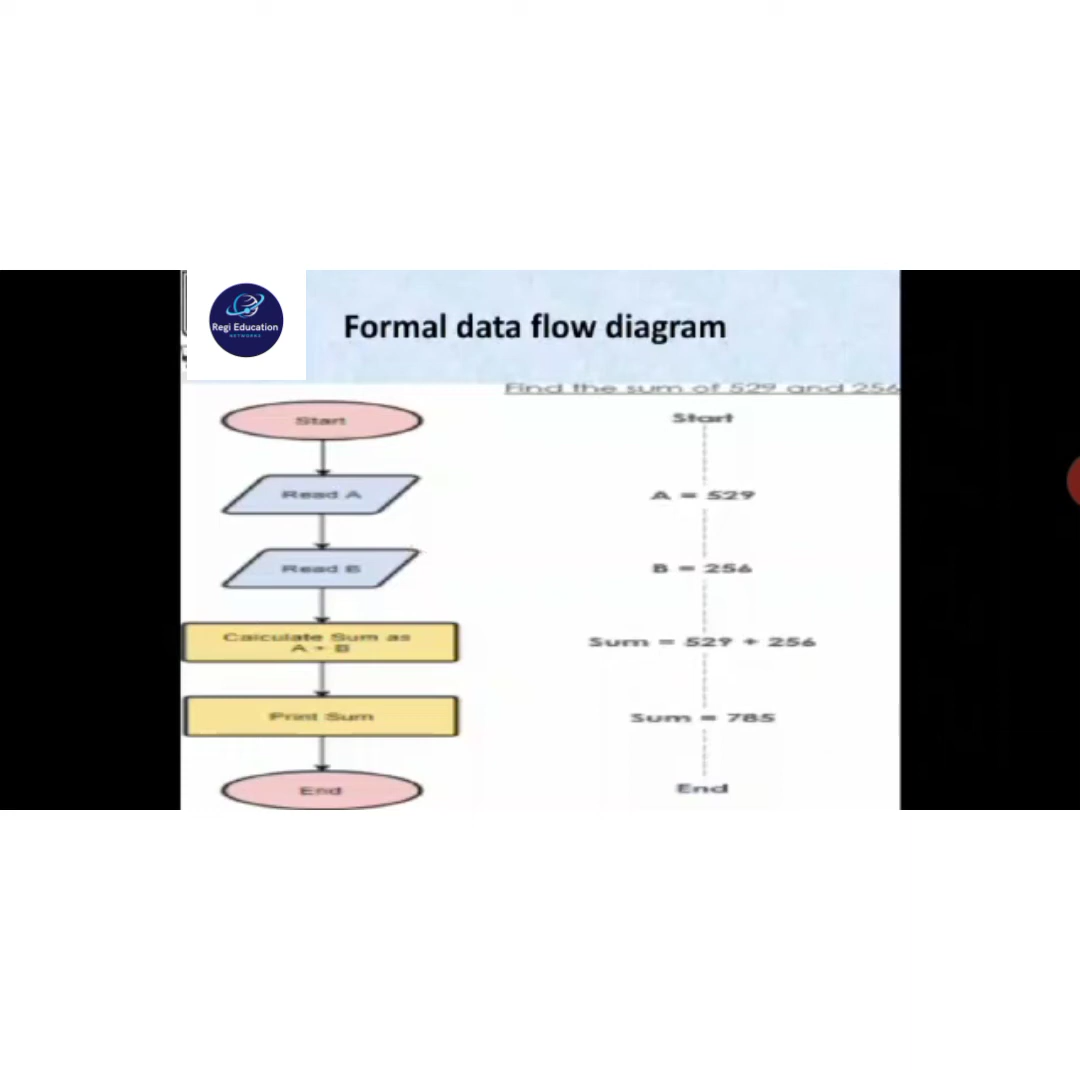 Regi Education
NETWORKS
Formal data flow diagram
Find the sum of 529 and 256
Start
Read A
Read B
Calculate Sum as
A + B
Print Sum
End
Start
A = 529
B = 256
Sum = 529 + 256
Sum = 785
End